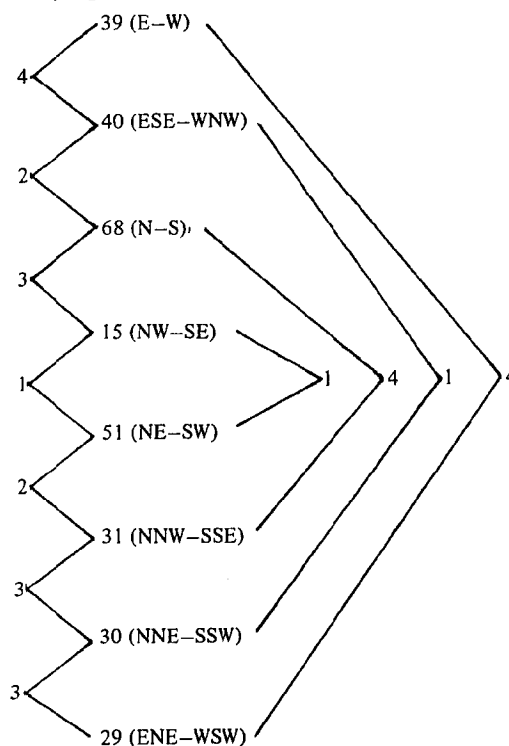 39 (E–W)
4
40 (ESE–WNW)
2
68 (N–S)
3
15 (NW–SE)
1 4 1 4
1
51 (NE–SW)
2
31 (NNW–SSE)
3
30 (NNE–SSW)
3
29 (ENE–WSW)